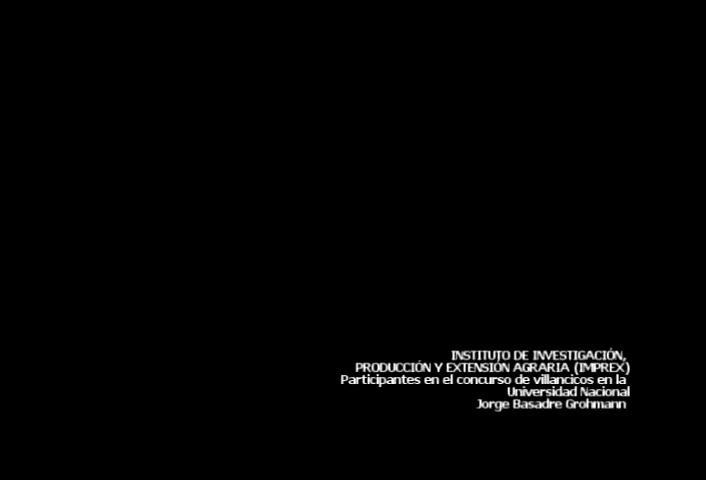 INSTITUTO DE INVESTIGACIÓN,
PRODUCCIÓN Y EXTENSIÓN AGRARIA (IMPREX)
Participantes en el concurso de villancicos en la
Universidad Nacional
Jorge Basadre Grohmann